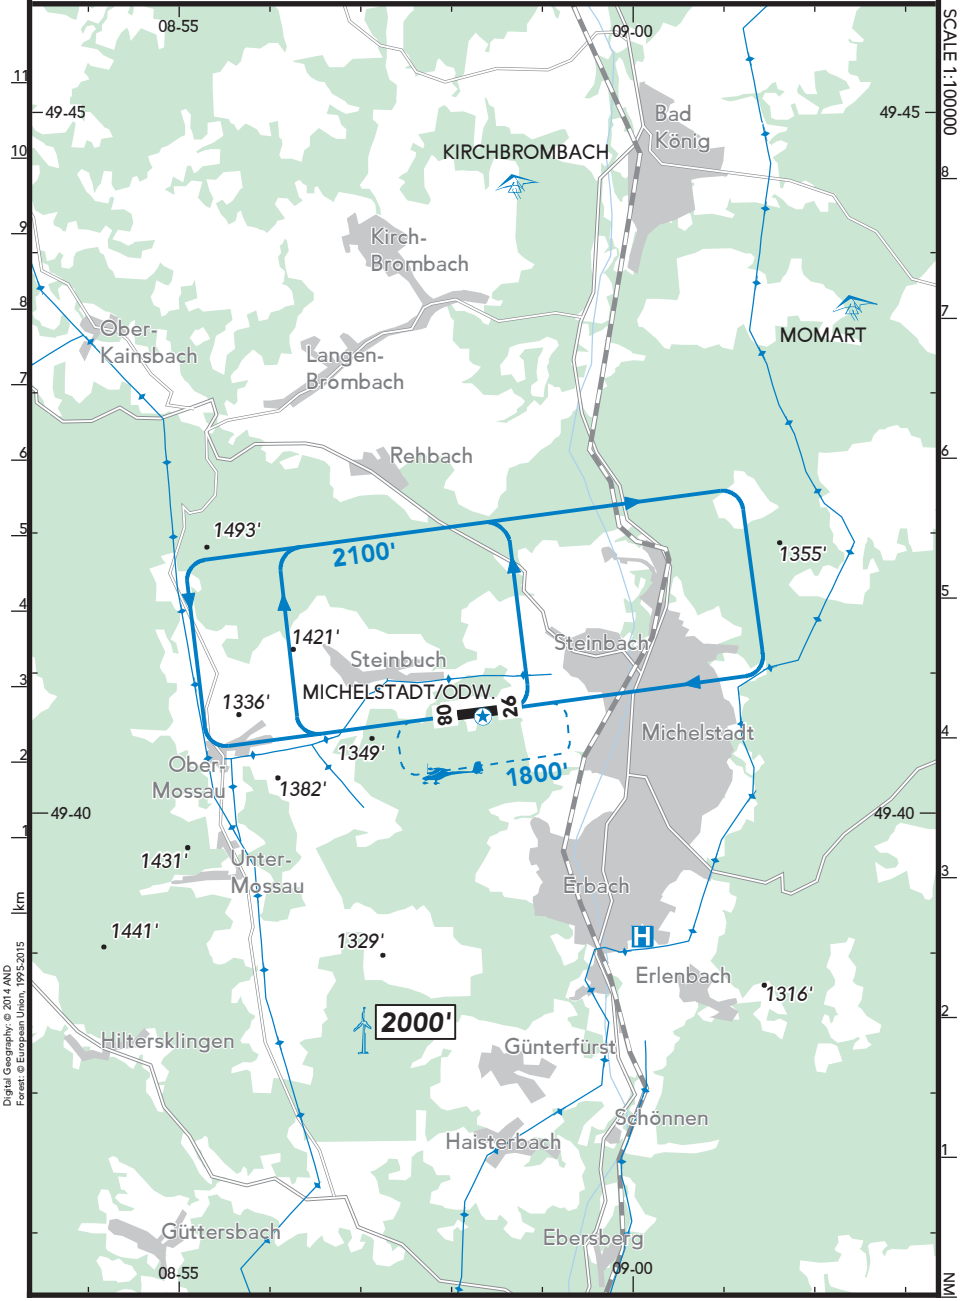 08-55
09-00
SCALE 1:100000
11
49-45
49-45
Bad
König
10
KIRCHBROMBACH
8
9
Kirch-
Brombach
8
7
Ober-
Kainsbach
MOMART
Langen-
Brombach
7
6
Rehbach
6
5
1493'
2100'
1355'
5
4
1421'
Steinbach
Steinbuch
3
MICHELSTADT/ODW.
1336'
08
26
Michelstadt
4
1349'
2
Ober-
Mossau
1382'
1800'
49-40
49-40
1
1431'
Unter-
Mossau
3
Erbach
km
1441'
1329'
H
Erlenbach
1316'
2
2000'
Hiltersklingen
Günterfürst
Digital Geography: © 2014 AND
Forest: © European Union, 1995-2015
Schönnen
Haisterbach
1
Güttersbach
Ebersberg
08-55
09-00
NM